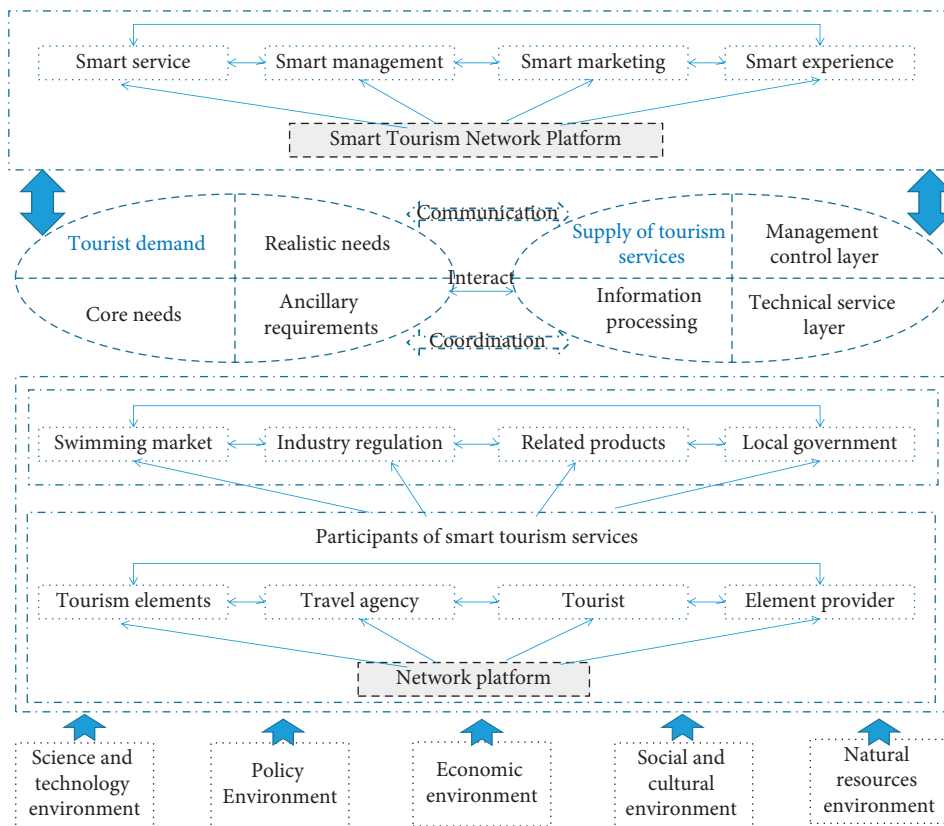 Smart service
Smart management
Smart marketing
Smart experience
Smart Tourism Network Platform
Communication
Tourist demand
Realistic needs
Supply of tourism
services
Management
control layer
Interact
Core needs
Ancillary
requirements
Information
processing
Technical service
layer
Coordination
Swimming market
Industry regulation
Related products
Local government
Participants of smart tourism services
Tourism elements
Travel agency
Tourist
Element provider
Network platform
Science and
technology
environment
Policy
Environment
Economic
environment
Social and
cultural
environment
Natural
resources
environment